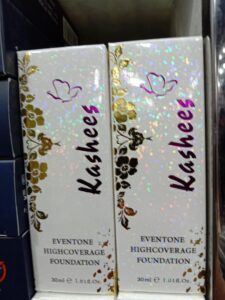 Kashees
EVENTONE
HIGHCOVERAGE
FOUNDATION
30ml ℮ 1.01fl.Oz.
Kashees
EVENTONE
HIGHCOVERAGE
FOUNDATION
30ml ℮ 1.01fl.Oz.